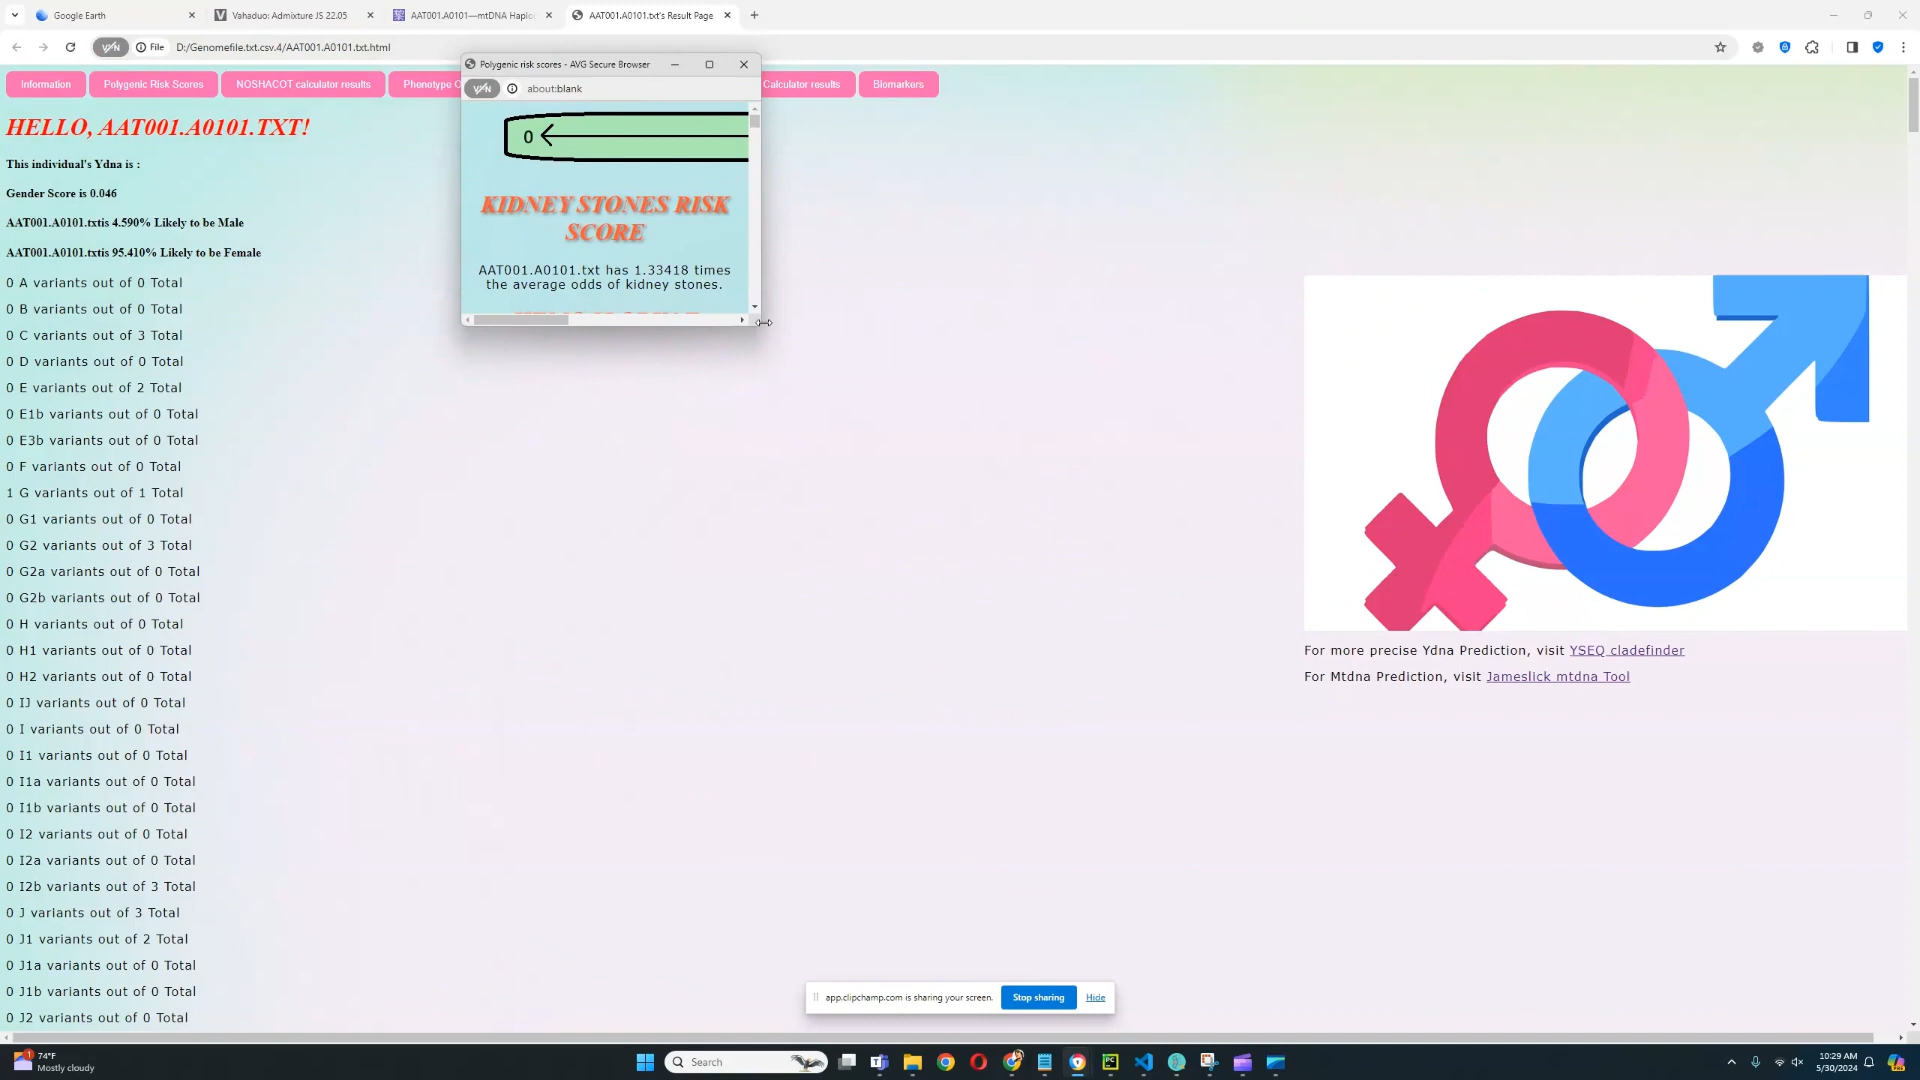 Google Earth
Vahaduo: Admixture JS 22.05
AAT001.A0101—mtDNA Haplo
AAT001.A0101.txt's Result Page
VPN
File
D:/Genomefile.txt.csv.4/AAT001.A0101.txt.html
Information
Polygenic Risk Scores
NOSHACOT calculator results
Phenotype O
Calculator results
Biomarkers
Polygenic risk scores - AVG Secure Browser
VPN
about:blank
0
KIDNEY STONES RISK
SCORE
AAT001.A0101.txt has 1.33418 times
the average odds of kidney stones.
HELLO, AAT001.A0101.TXT!
This individual's Ydna is :
Gender Score is 0.046
AAT001.A0101.txtis 4.590% Likely to be Male
AAT001.A0101.txtis 95.410% Likely to be Female
0 A variants out of 0 Total
0 B variants out of 0 Total
0 C variants out of 3 Total
0 D variants out of 0 Total
0 E variants out of 2 Total
0 E1b variants out of 0 Total
0 E3b variants out of 0 Total
0 F variants out of 0 Total
1 G variants out of 1 Total
0 G1 variants out of 0 Total
0 G2 variants out of 3 Total
0 G2a variants out of 0 Total
0 G2b variants out of 0 Total
0 H variants out of 0 Total
0 H1 variants out of 0 Total
0 H2 variants out of 0 Total
0 IJ variants out of 0 Total
0 I variants out of 0 Total
0 I1 variants out of 0 Total
0 I1a variants out of 0 Total
0 I1b variants out of 0 Total
0 I2 variants out of 0 Total
0 I2a variants out of 0 Total
0 I2b variants out of 3 Total
0 J variants out of 3 Total
0 J1 variants out of 2 Total
0 J1a variants out of 0 Total
0 J1b variants out of 0 Total
0 J2 variants out of 0 Total
For more precise Ydna Prediction, visit YSEQ cladefinder
For Mtdna Prediction, visit Jameslick mtdna Tool
app.clipchamp.com is sharing your screen.
Stop sharing
Hide
1
74°F
Mostly cloudy
Search
10:29 AM
5/30/2024